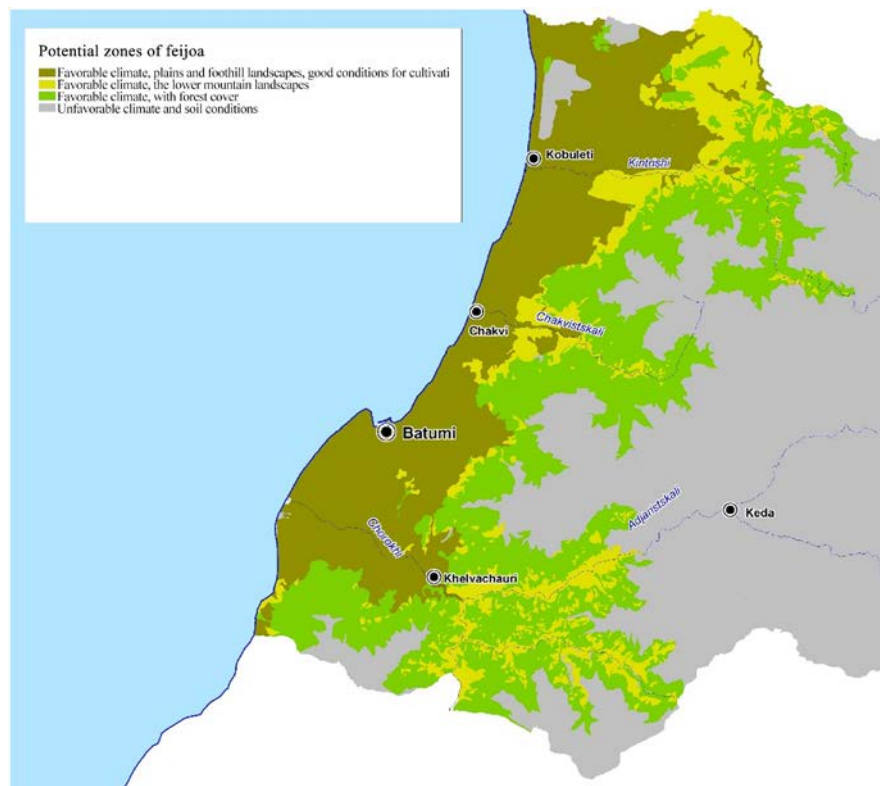 Potential zones of feijoa
Favorable climate, plains and foothill landscapes, good conditions for cultivati
Favorable climate, the lower mountain landscapes
Favorable climate, with forest cover
Unfavorable climate and soil conditions
Kobuleti
Kintrishi
Chakvi
Chakvistskali
Batumi
Adjaristskali
Keda
Chorokhi
Khelvachauri